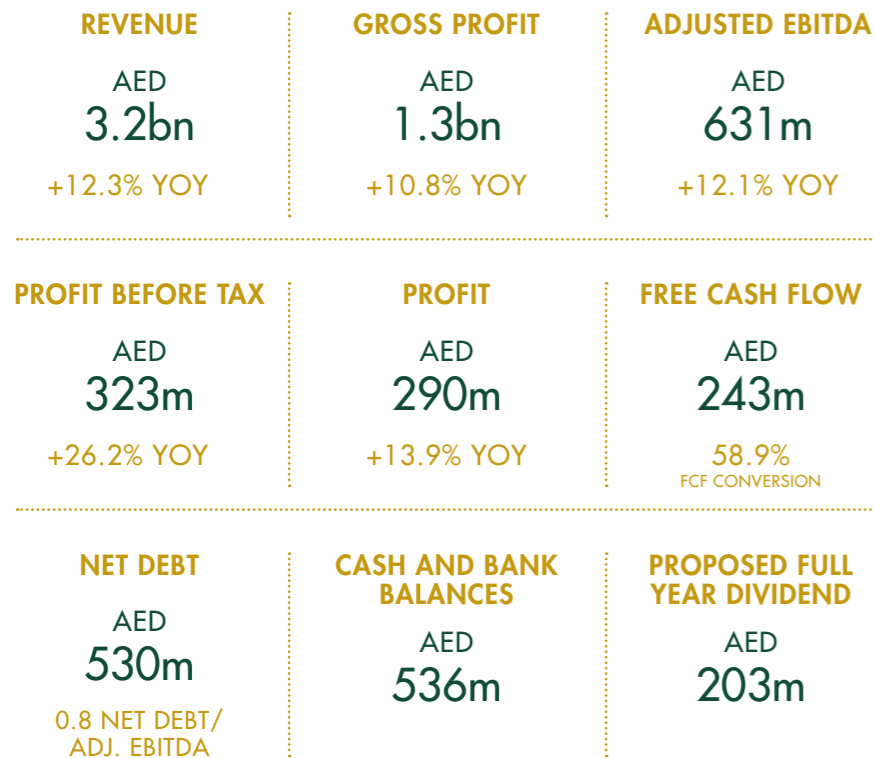 REVENUE
AED
3.2bn
+12.3% YOY
GROSS PROFIT
AED
1.3bn
+10.8% YOY
ADJUSTED EBITDA
AED
631m
+12.1% YOY
PROFIT BEFORE TAX
AED
323m
+26.2% YOY
PROFIT
AED
290m
+13.9% YOY
FREE CASH FLOW
AED
243m
58.9%
FCF CONVERSION
NET DEBT
AED
530m
0.8 NET DEBT/
ADJ. EBITDA
CASH AND BANK
BALANCES
AED
536m
PROPOSED FULL
YEAR DIVIDEND
AED
203m